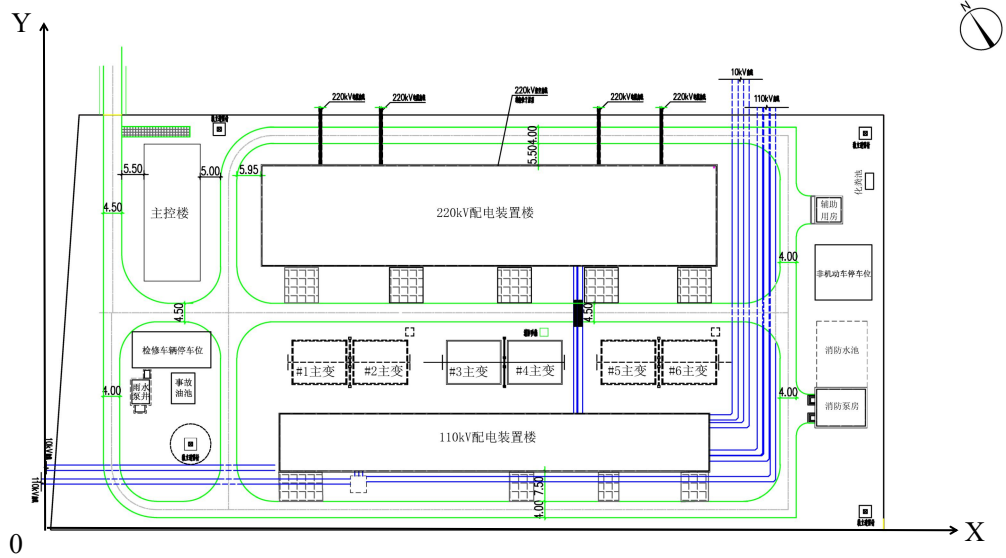 Y
N
220kV
220kV
220kV
220kV
220kV
10kV
110kV
5.50
4.00
5.50
5.00
5.95
4.50
主控楼
220kV配电装置楼
化粪池
辅助
用房
4.00
非机动车停车位
4.50
4.50
检修车辆停车位
#1主变
#2主变
#3主变
#4主变
#5主变
#6主变
消防水池
4.00
雨水
泵井
事故
油池
4.00
消防泵房
110kV配电装置楼
10kV
110kV
7.50
4.00
0
X